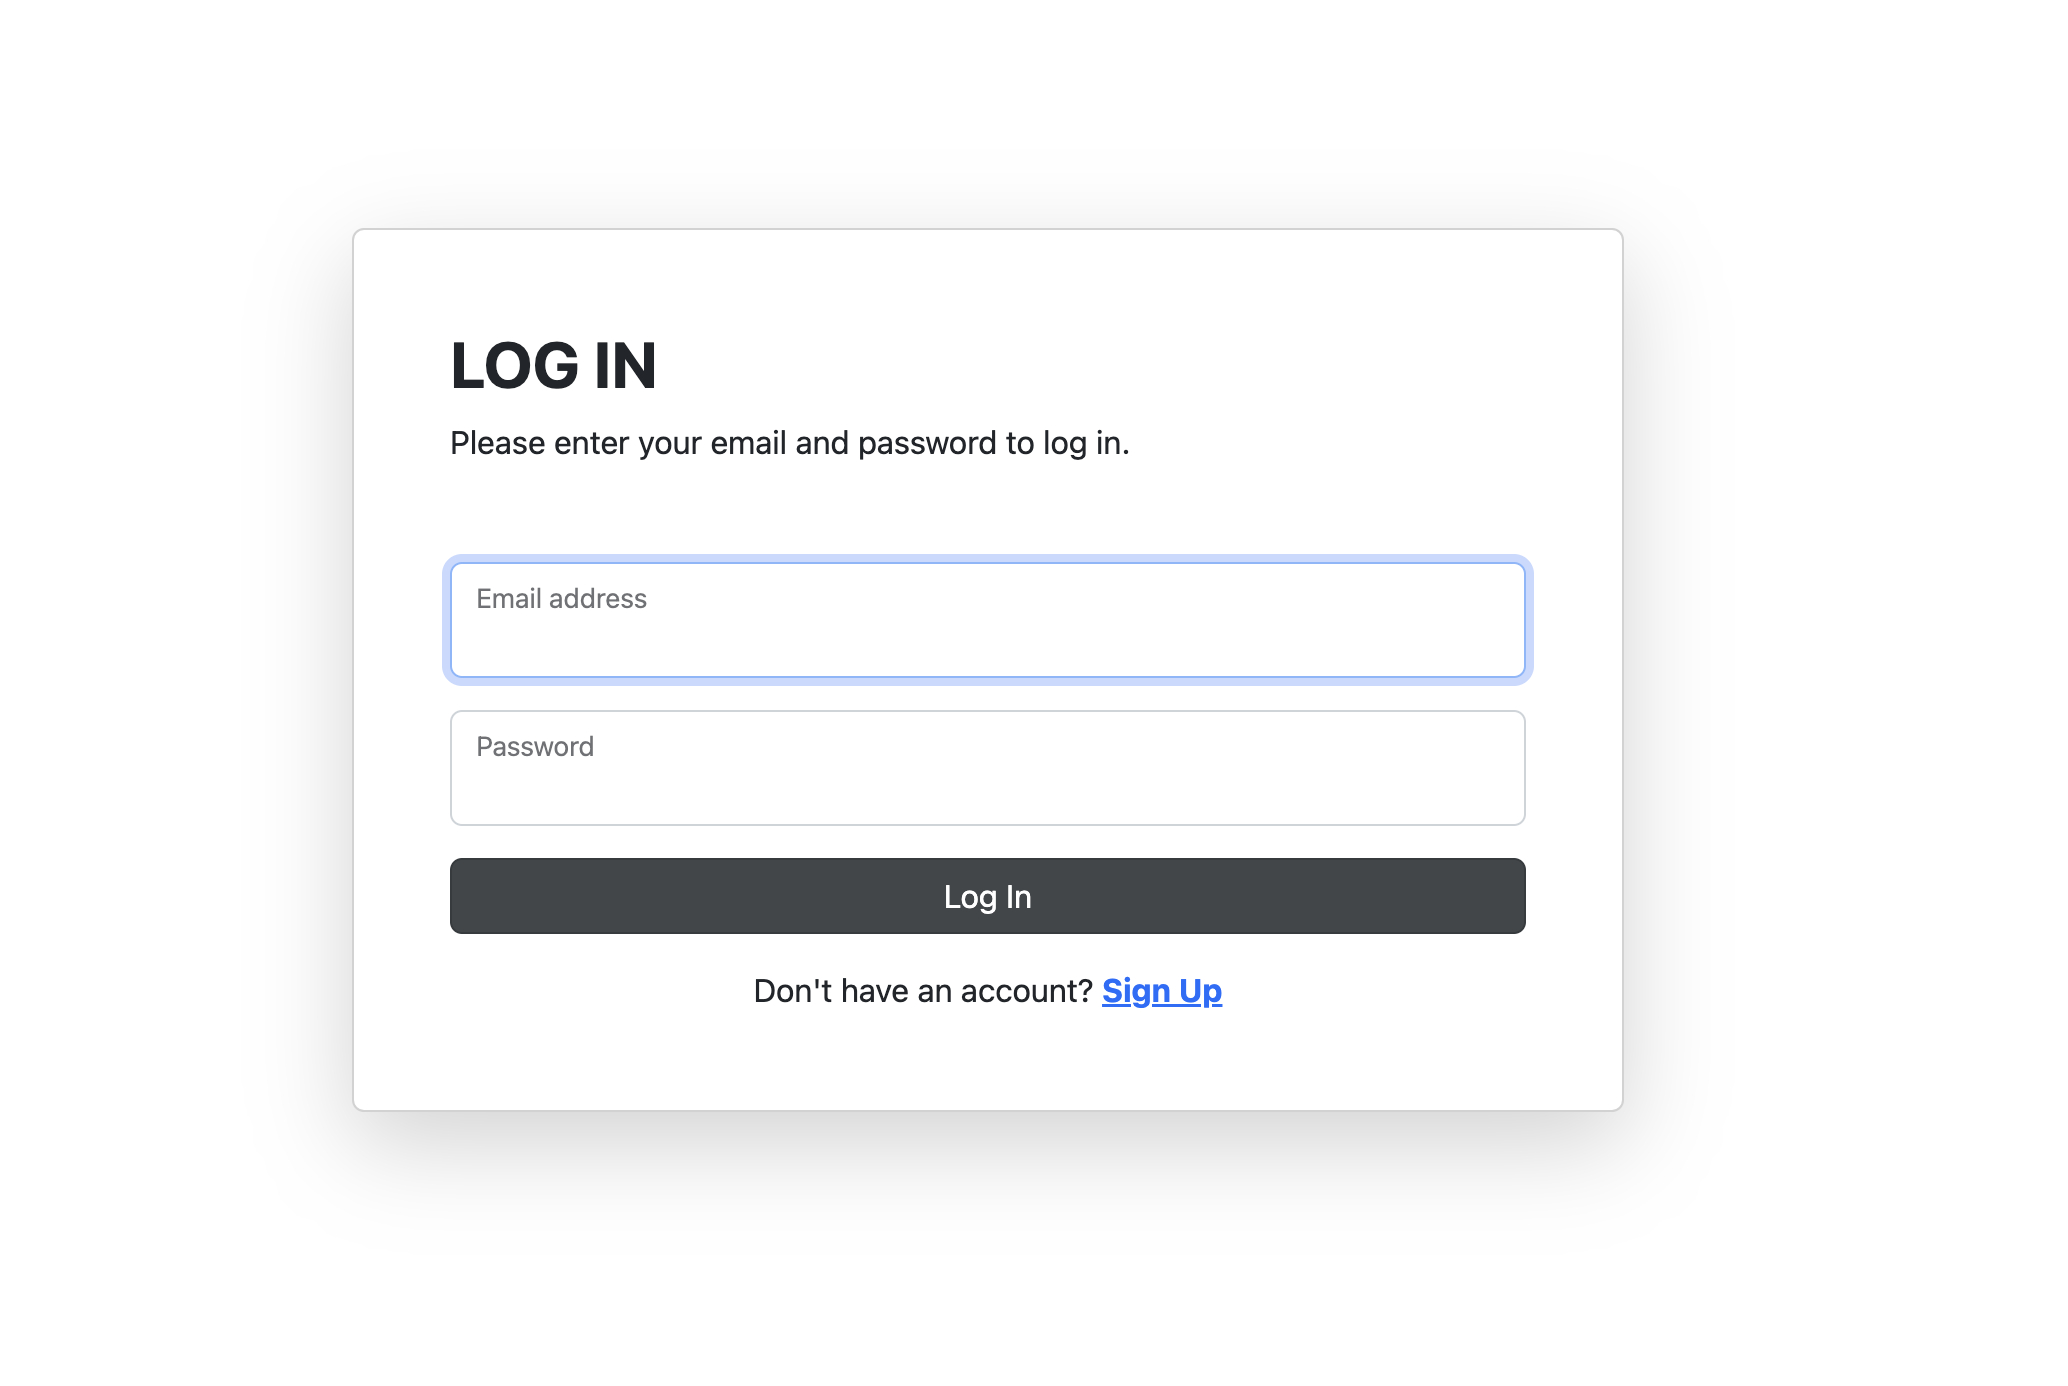 LOG IN
Please enter your email and password to log in.
Email address
Password
Log In
Don't have an account? Sign Up